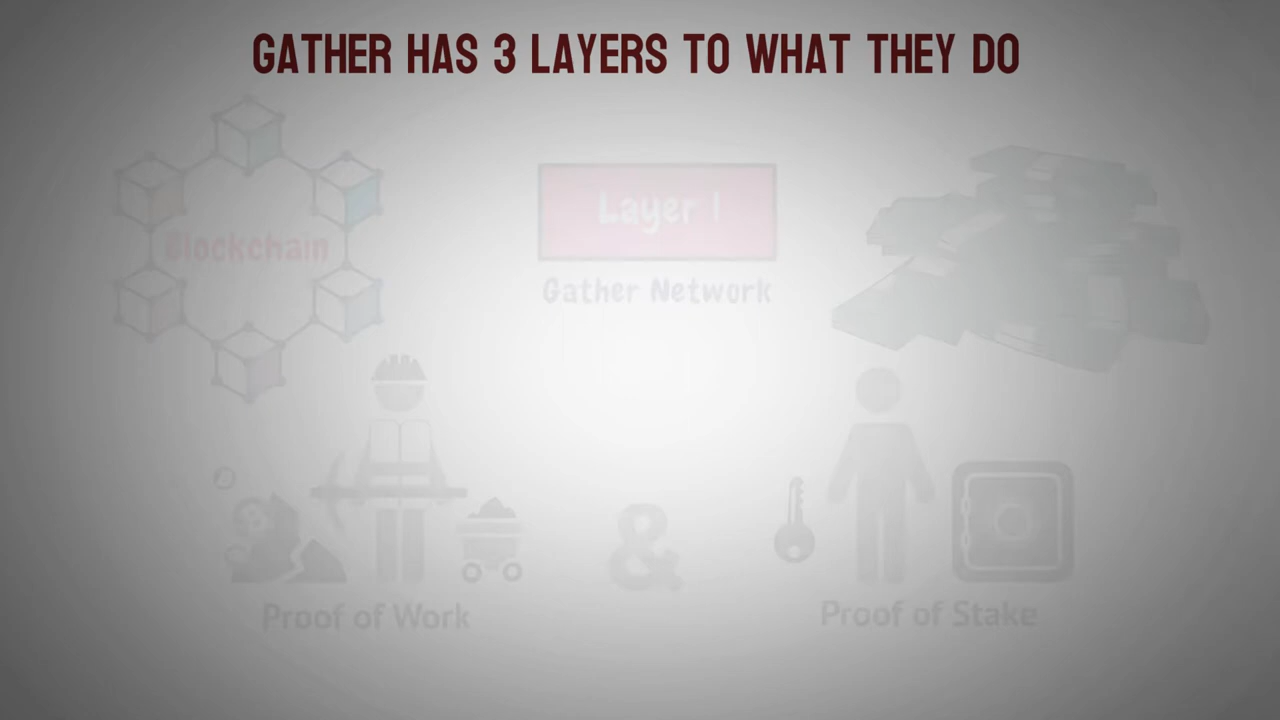 GATHER HAS 3 LAYERS TO WHAT THEY DO
Blockchain
Layer 1
Gather Network
&
Proof of Work
Proof of Stake